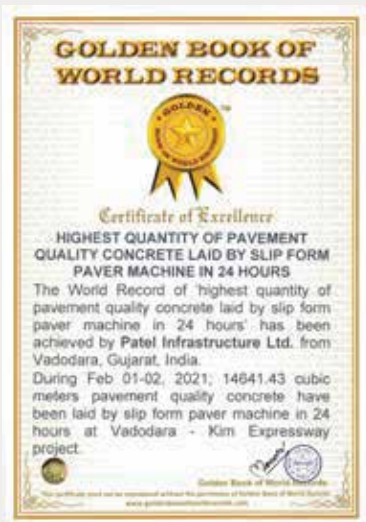 GOLDEN BOOK OF
WORLD RECORDS
GOLDEN
Certificate of Excellence
HIGHEST QUANTITY OF PAVEMENT
QUALITY CONCRETE LAID BY SLIP FORM
PAVER MACHINE IN 24 HOURS
The World Record of 'highest quantity of
pavement quality concrete laid by slip form
paver machine in 24 hours' has been
achieved by Patel Infrastructure Ltd. from
Vadodara, Gujarat, India.
During Feb 01-02, 2021; 14641.43 cubic
meters pavement quality concrete have
been laid by slip form paver machine in 24
hours at Vadodara - Kim Expressway
project.
Golden Book of World Records